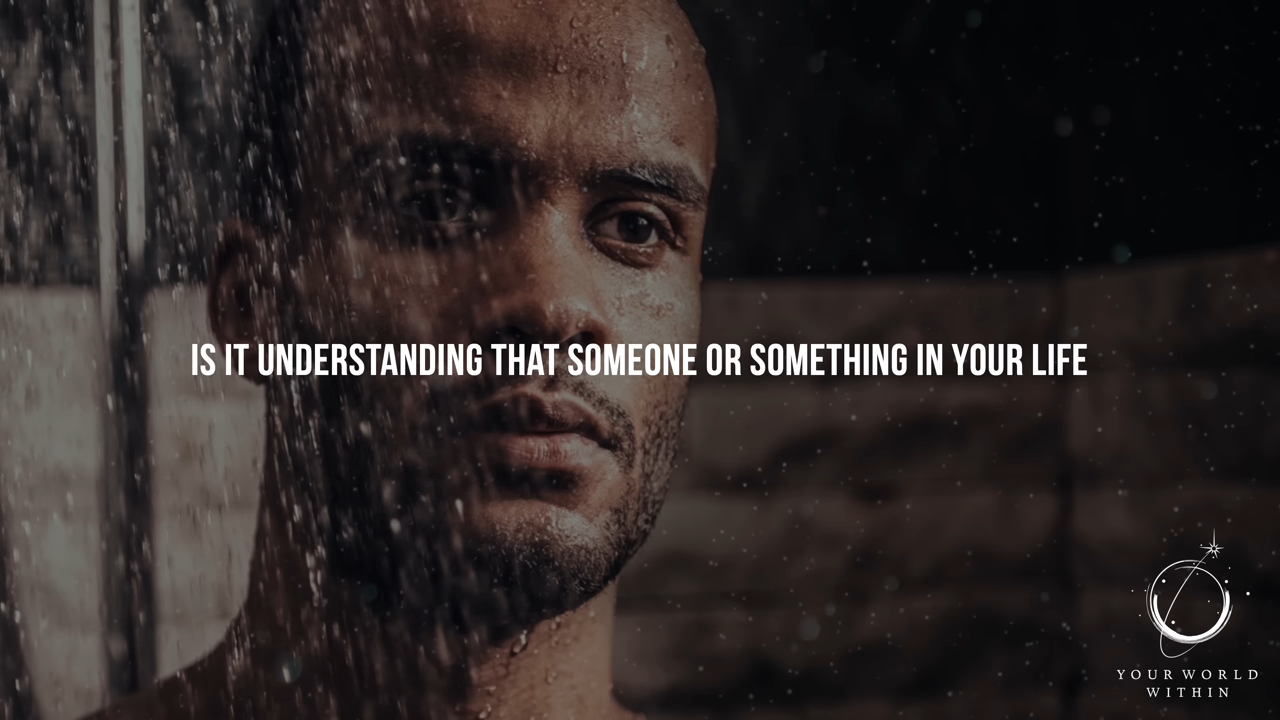 IS IT UNDERSTANDING THAT SOMEONE OR SOMETHING IN YOUR LIFE
YOUR WORLD
WITHIN